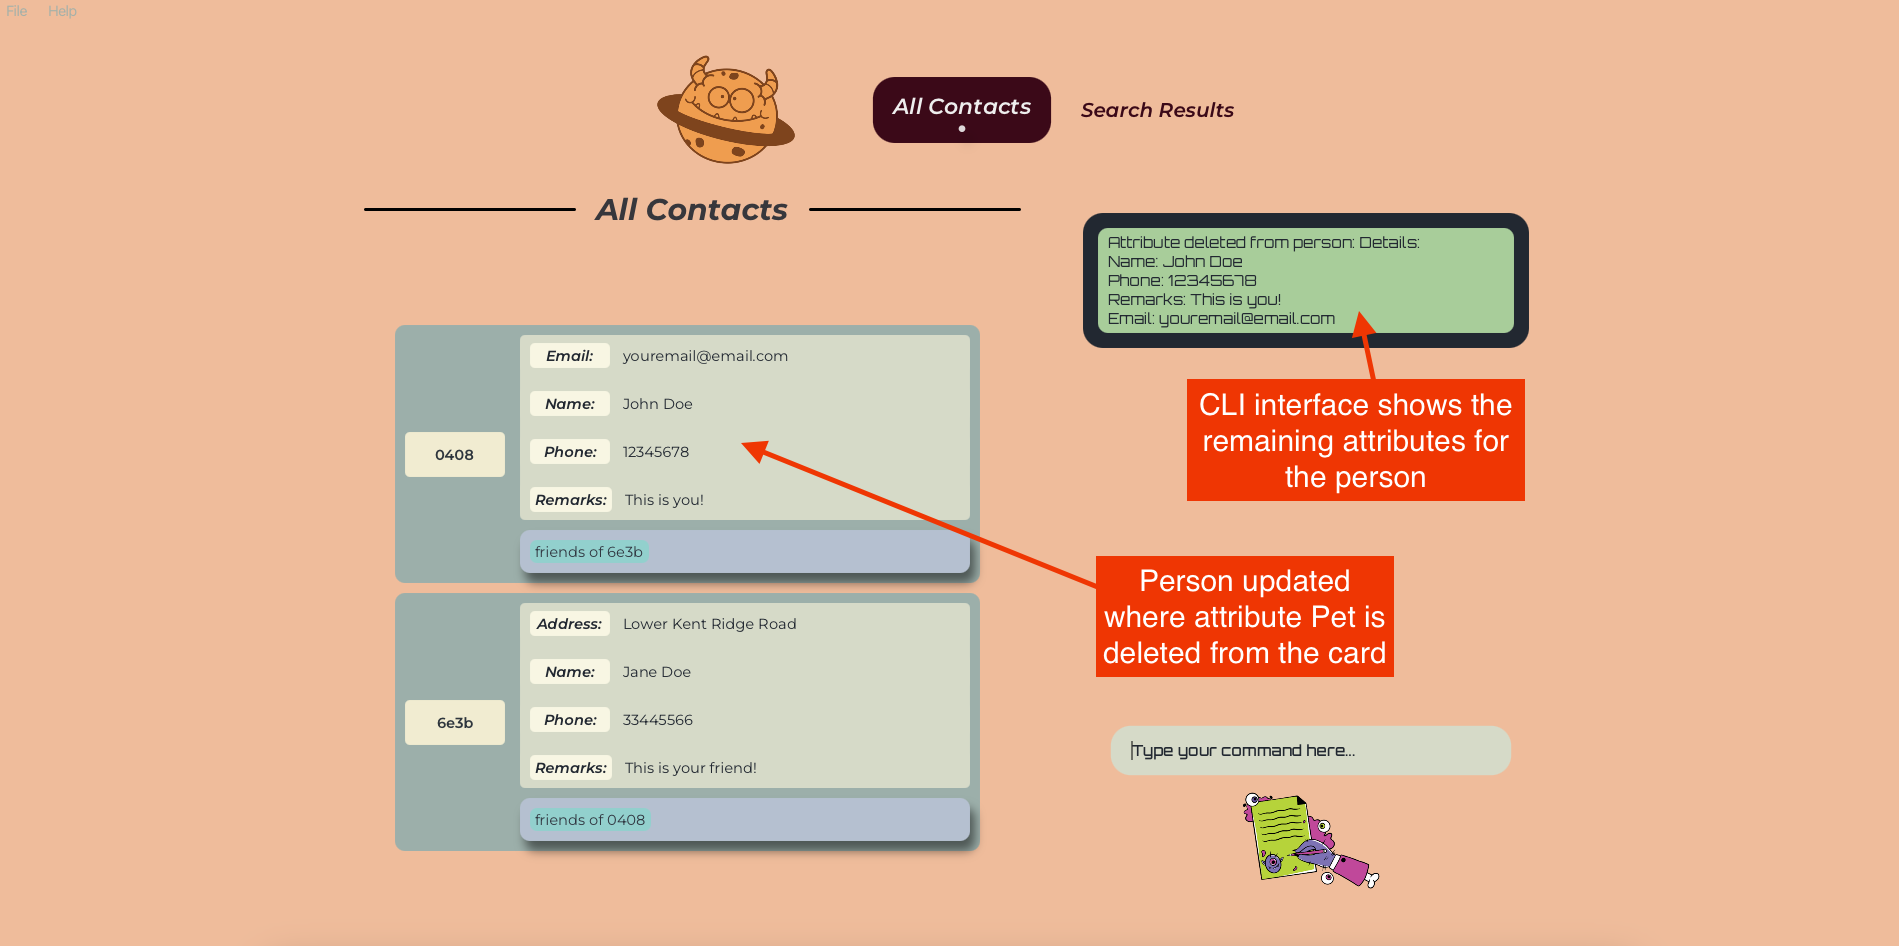 File Help
All Contacts
Search Results
All Contacts
Attribute deleted from person: Details:
Name: John Doe
Phone: 12345678
Remarks: This is you!
Email: youremail@email.com
CLI interface shows the
remaining attributes for
the person
0408
Email: youremail@email.com
Name: John Doe
Phone: 12345678
Remarks: This is you!
friends of 6e3b
Person updated
where attribute Pet is
deleted from the card
6e3b
Address: Lower Kent Ridge Road
Name: Jane Doe
Phone: 33445566
Remarks: This is your friend!
friends of 0408
Type your command here...